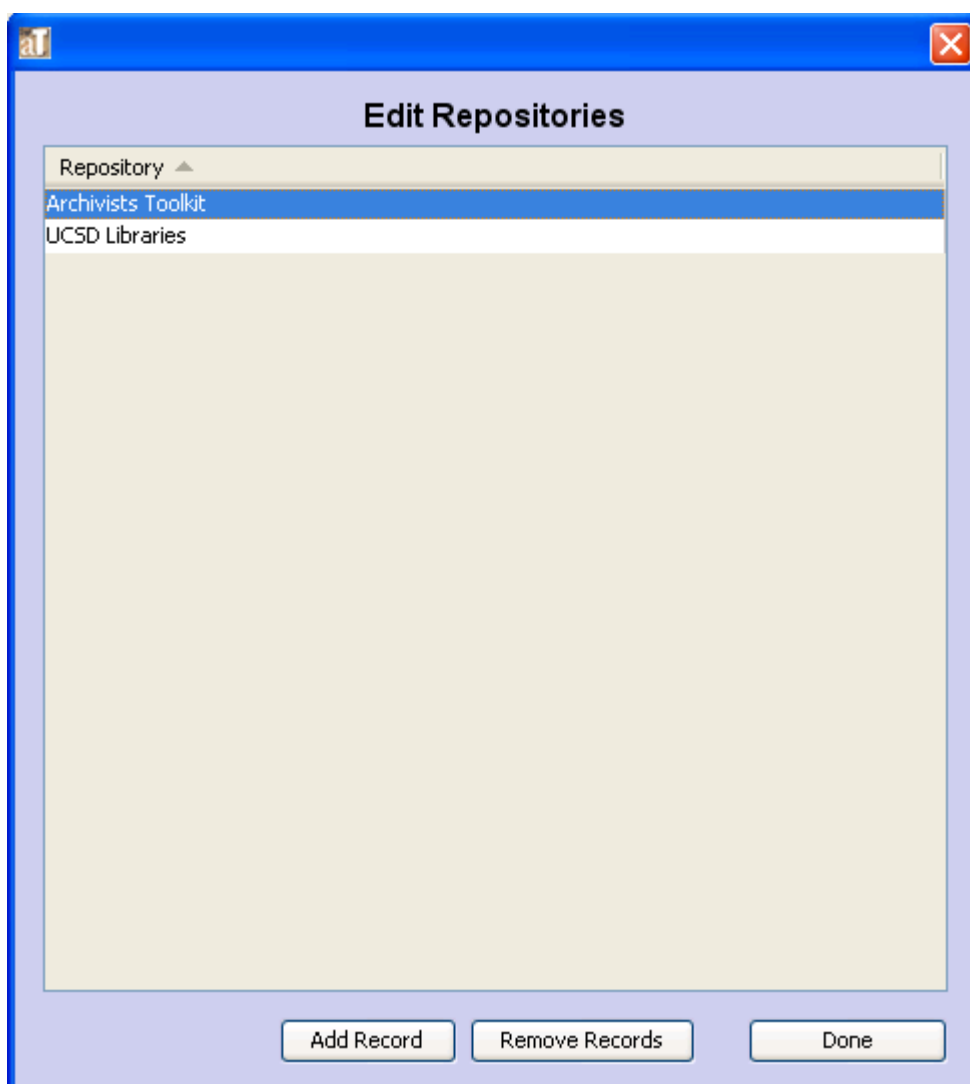 aT
Edit Repositories
Repository
Archivists Toolkit
UCSD Libraries
Add Record Remove Records Done